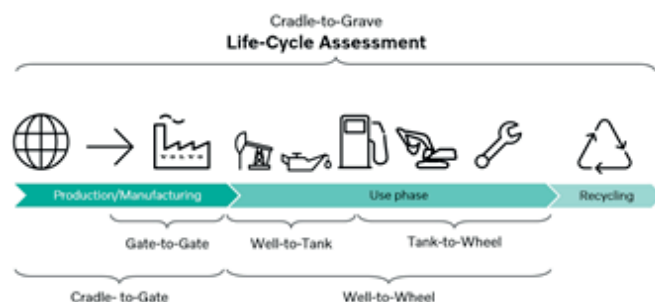 Cradle-to-Grave
Life-Cycle Assessment
VOLVO
Production/Manufacturing
Use phase
Recycling
Gate-to-Gate
Well-to-Tank
Tank-to-Wheel
Cradle- to-Gate
Well-to-Wheel